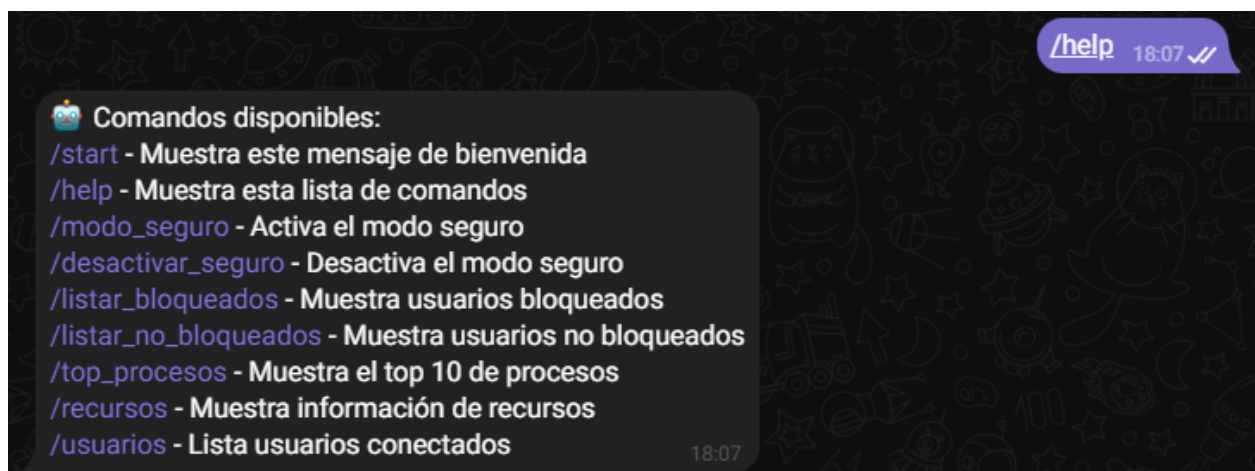 /help 18:07
🤖 Comandos disponibles:
/start - Muestra este mensaje de bienvenida
/help - Muestra esta lista de comandos
/modo_seguro - Activa el modo seguro
/desactivar_seguro - Desactiva el modo seguro
/listar_bloqueados - Muestra usuarios bloqueados
/listar_no_bloqueados - Muestra usuarios no bloqueados
/top_procesos - Muestra el top 10 de procesos
/recursos - Muestra información de recursos
/usuarios - Lista usuarios conectados
18:07